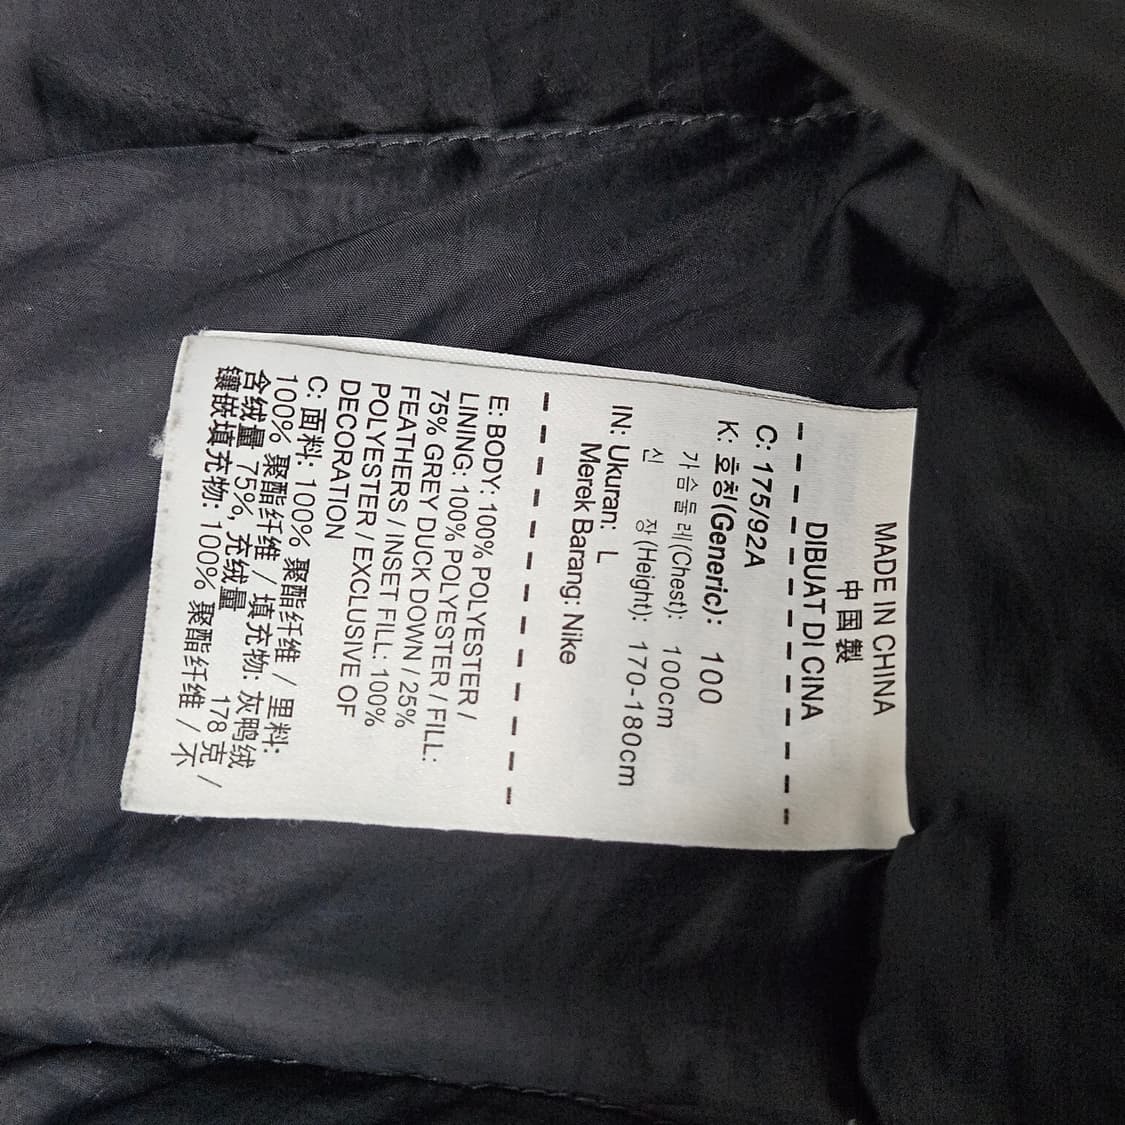 MADE IN CHINA
中国製
DIBUAT DI CINA
C: 175/92A
K: 호칭(Generic): 100
가슴둘레(Chest): 100cm
신 장(Height): 170-180cm
IN: Ukuran: L
Merek Barang: Nike
E: BODY: 100% POLYESTER /
LINING: 100% POLYESTER / FILL:
75% GREY DUCK DOWN / 25%
FEATHERS / INSET FILL: 100%
POLYESTER / EXCLUSIVE OF
DECORATION
C: 面料: 100% 聚酯纤维 / 里料:
100% 聚酯纤维 / 填充物: 灰鸭绒
含绒量 75%, 充绒量 178 克 /
镶嵌填充物: 100% 聚酯纤维 / 不